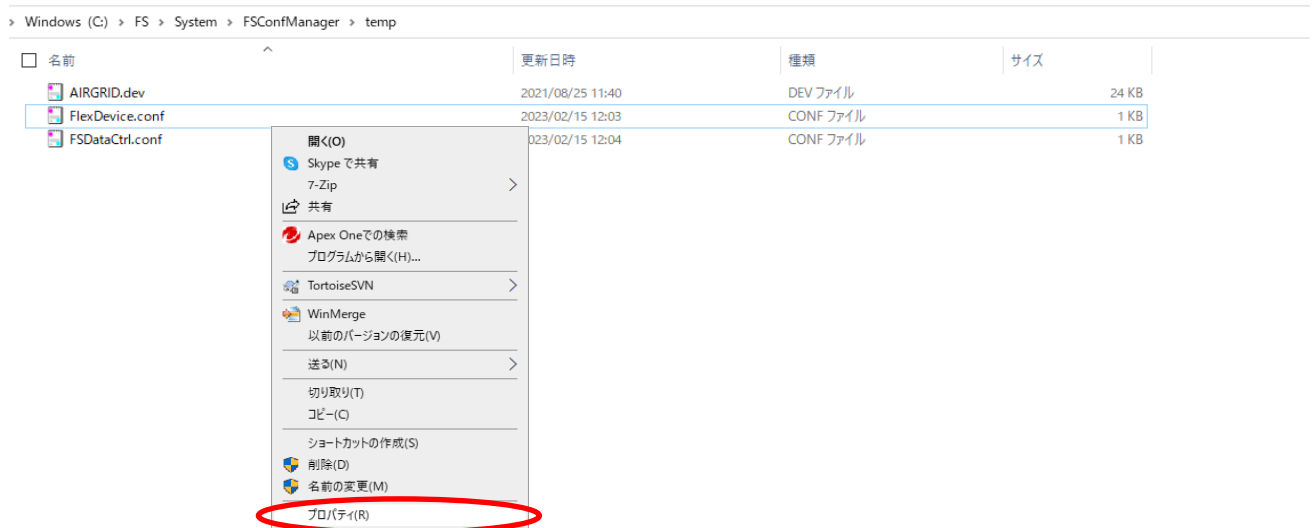 › Windows (C:) › FS › System › FSConfManager › temp
名前 更新日時 種類 サイズ
AIRGRID.dev 2021/08/25 11:40 DEV ファイル 24 KB
FlexDevice.conf 2023/02/15 12:03 CONF ファイル 1 KB
FSDataCtrl.conf 2023/02/15 12:04 CONF ファイル 1 KB
開く(O)
Skype で共有
7-Zip
共有
Apex Oneでの検索
プログラムから開く(H)...
TortoiseSVN
WinMerge
以前のバージョンの復元(V)
送る(N)
切り取り(T)
コピー(C)
ショートカットの作成(S)
削除(D)
名前の変更(M)
プロパティ(R)